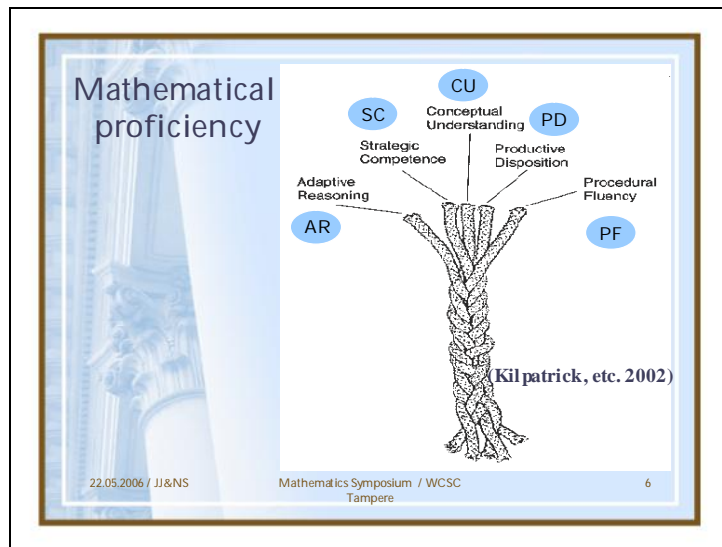 Mathematical
proficiency
CU
Conceptual
Understanding
SC
PD
Strategic
Competence
Productive
Disposition
Adaptive
Reasoning
Procedural
Fluency
AR
PF
(Kilpatrick, etc. 2002)
22.05.2006 / JJ&NS
Mathematics Symposium / WCSC
Tampere
6